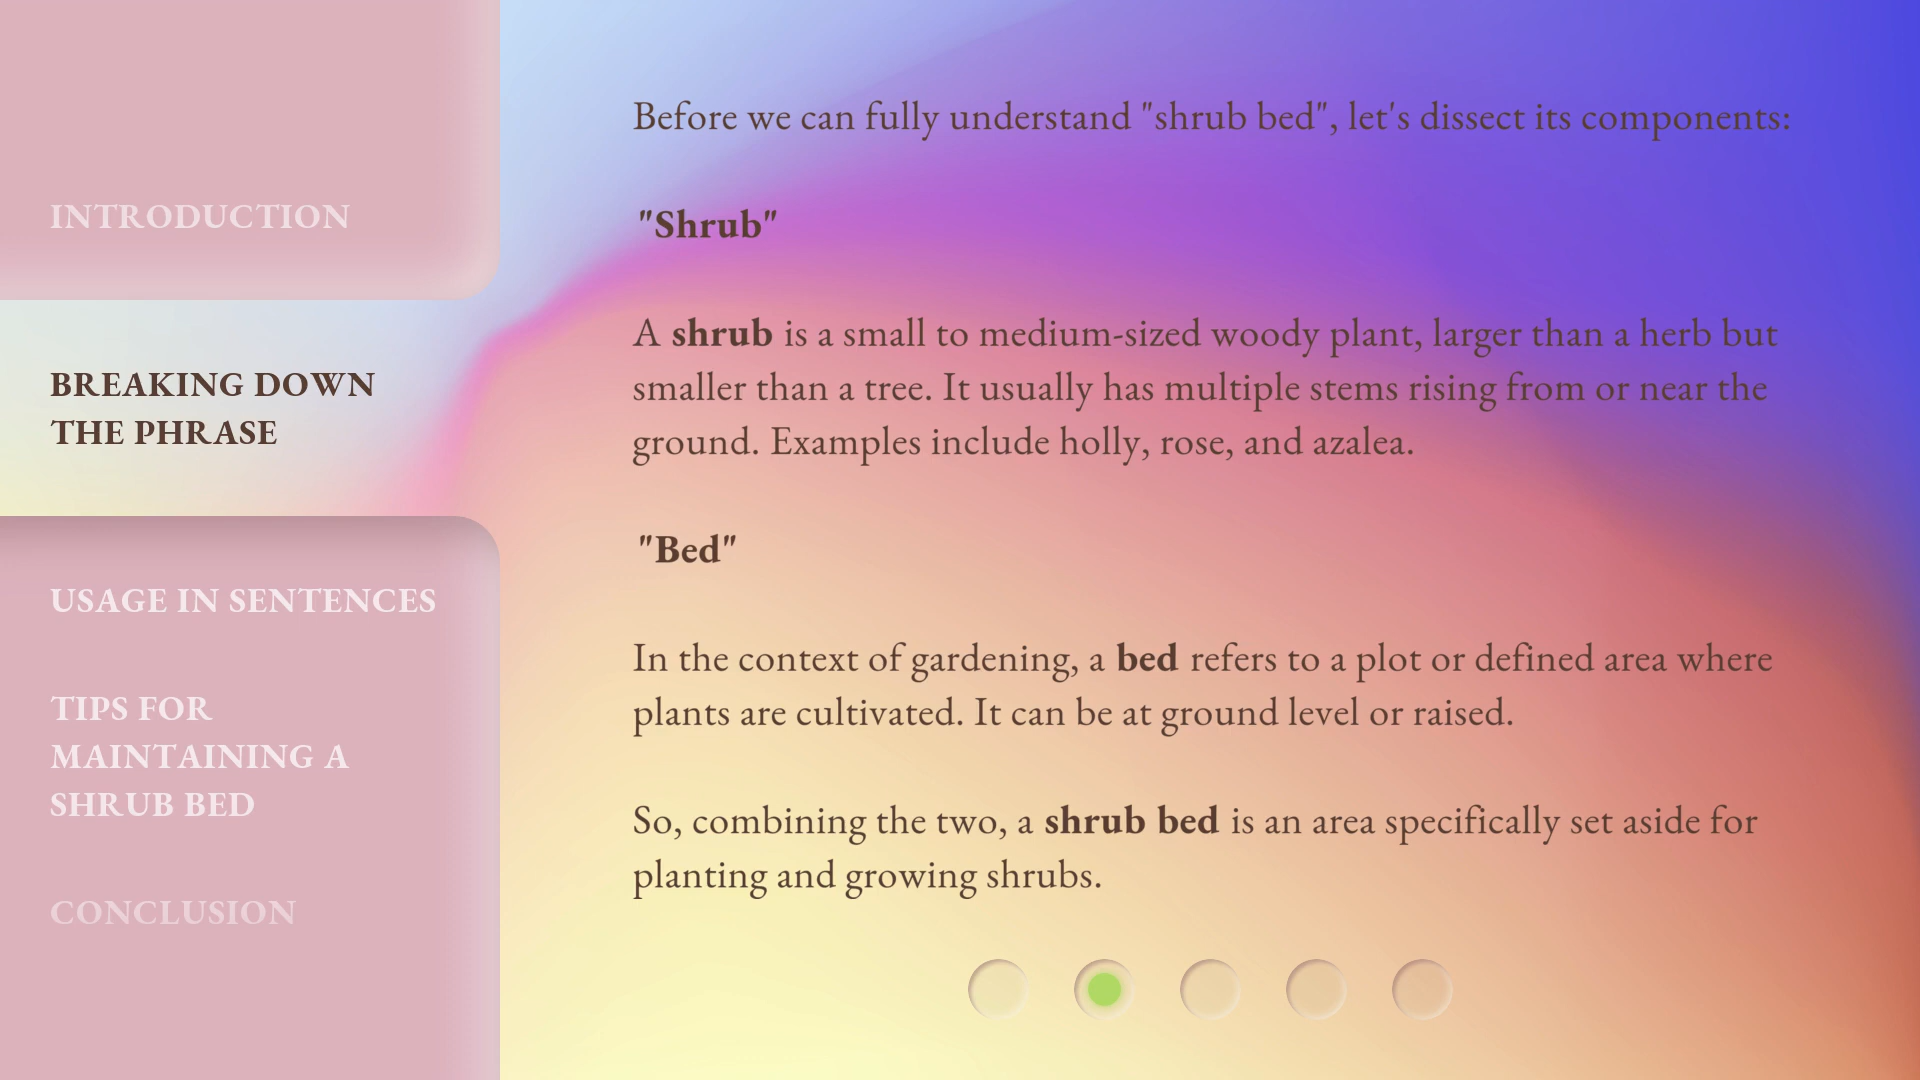 INTRODUCTION
BREAKING DOWN
THE PHRASE
USAGE IN SENTENCES
TIPS FOR
MAINTAINING A
SHRUB BED
CONCLUSION
Before we can fully understand "shrub bed", let's dissect its components:
"Shrub"
A shrub is a small to medium-sized woody plant, larger than a herb but
smaller than a tree. It usually has multiple stems rising from or near the
ground. Examples include holly, rose, and azalea.
"Bed"
In the context of gardening, a bed refers to a plot or defined area where
plants are cultivated. It can be at ground level or raised.
So, combining the two, a shrub bed is an area specifically set aside for
planting and growing shrubs.